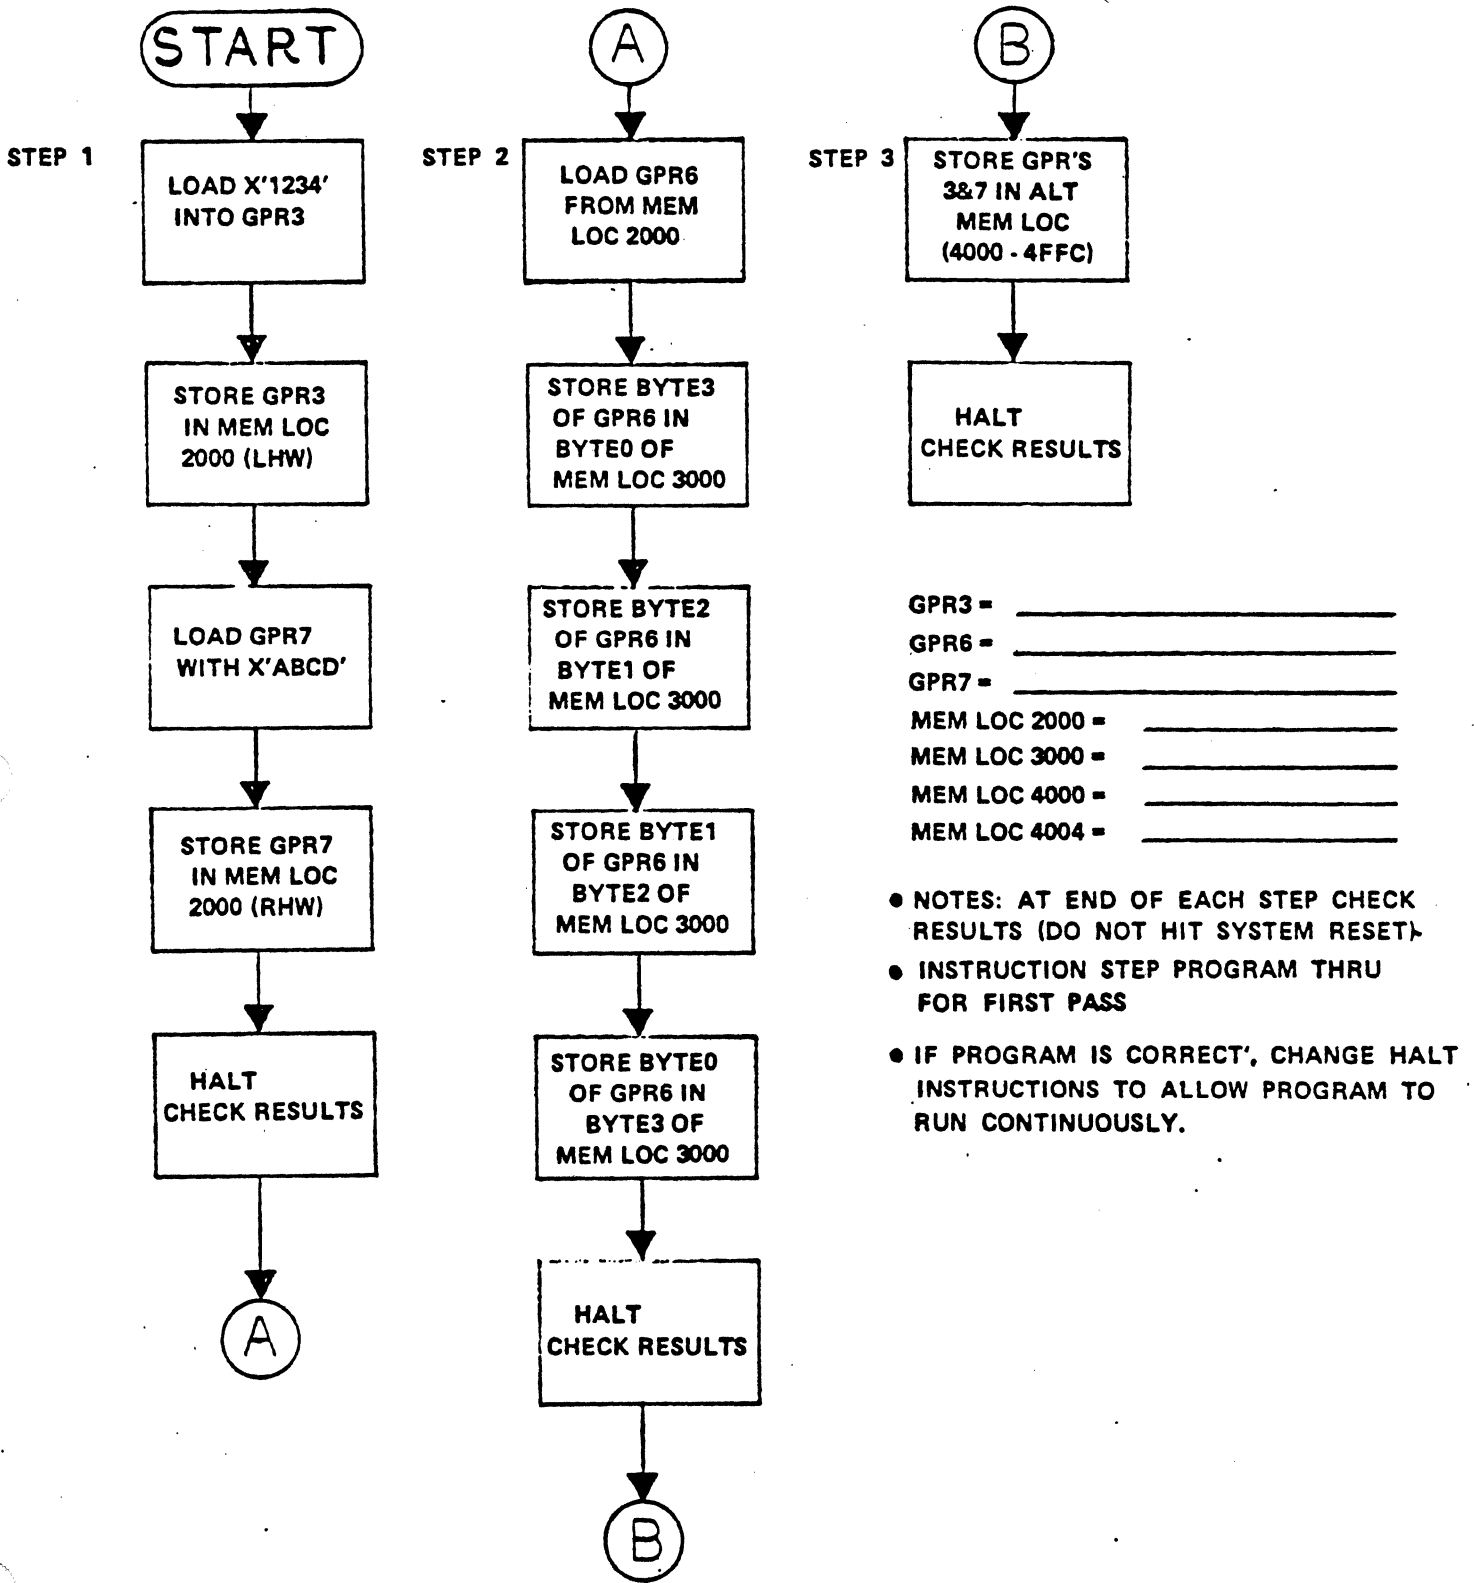 START
STEP 1
LOAD X'1234'
INTO GPR3
STORE GPR3
IN MEM LOC
2000 (LHW)
LOAD GPR7
WITH X'ABCD'
STORE GPR7
IN MEM LOC
2000 (RHW)
HALT
CHECK RESULTS
A
A
STEP 2
LOAD GPR6
FROM MEM
LOC 2000
STORE BYTE3
OF GPR6 IN
BYTE0 OF
MEM LOC 3000
STORE BYTE2
OF GPR6 IN
BYTE1 OF
MEM LOC 3000
STORE BYTE1
OF GPR6 IN
BYTE2 OF
MEM LOC 3000
STORE BYTE0
OF GPR6 IN
BYTE3 OF
MEM LOC 3000
HALT
CHECK RESULTS
B
B
STEP 3
STORE GPR'S
3&7 IN ALT
MEM LOC
(4000 - 4FFC)
HALT
CHECK RESULTS
GPR3 =
GPR6 =
GPR7 =
MEM LOC 2000 =
MEM LOC 3000 =
MEM LOC 4000 =
MEM LOC 4004 =
• NOTES: AT END OF EACH STEP CHECK
RESULTS (DO NOT HIT SYSTEM RESET).
• INSTRUCTION STEP PROGRAM THRU
FOR FIRST PASS
• IF PROGRAM IS CORRECT', CHANGE HALT
INSTRUCTIONS TO ALLOW PROGRAM TO
RUN CONTINUOUSLY.